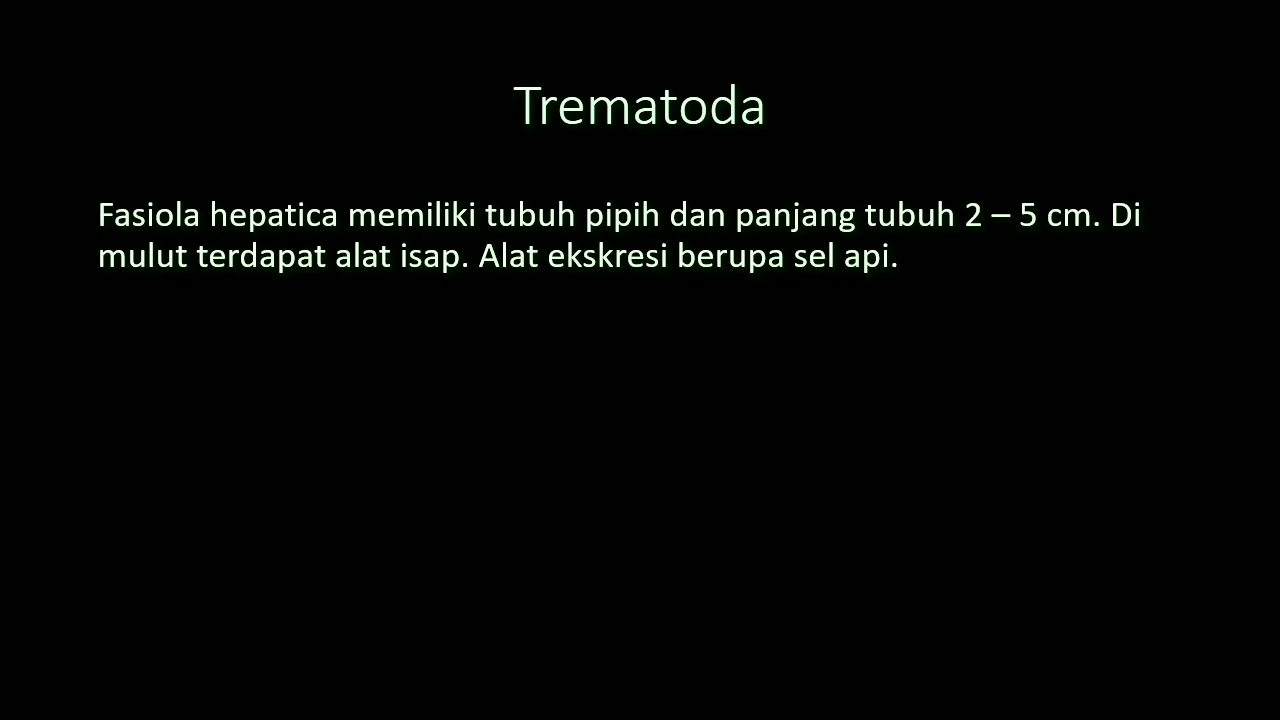 Trematoda
Fasiola hepatica memiliki tubuh pipih dan panjang tubuh 2 – 5 cm. Di
mulut terdapat alat isap. Alat ekskresi berupa sel api.